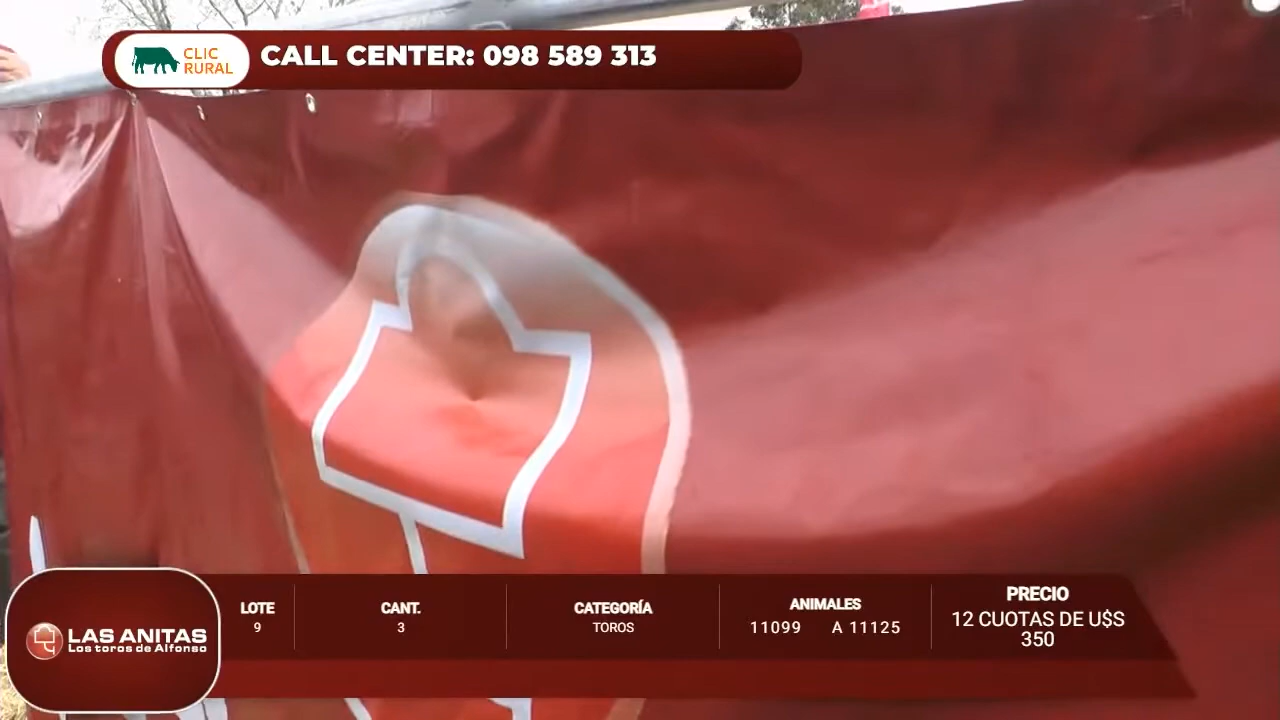 CLIC
RURAL
CALL CENTER: 098 589 313
LOTE
9
CANT.
3
CATEGORÍA
TOROS
ANIMALES
11099 A 11125
PRECIO
12 CUOTAS DE U$S
350
LAS ANITAS
Los toros de Alfonso